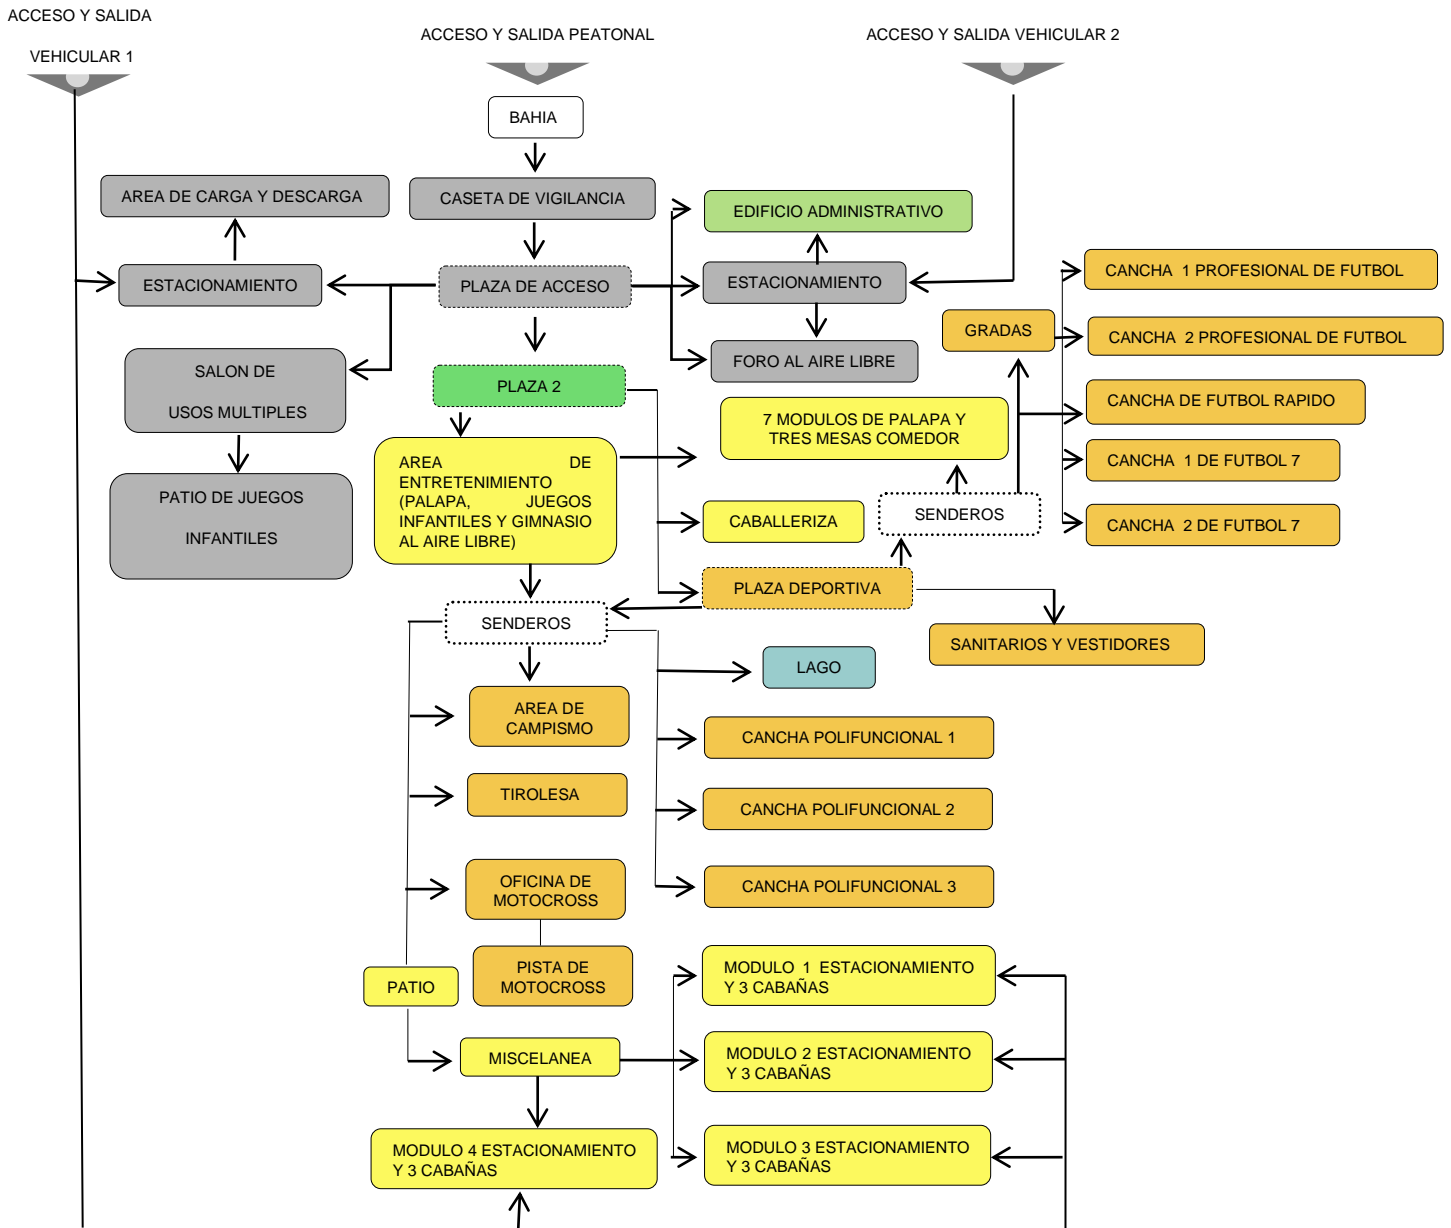 ACCESO Y SALIDA
VEHICULAR 1
ACCESO Y SALIDA PEATONAL
ACCESO Y SALIDA VEHICULAR 2
BAHIA
AREA DE CARGA Y DESCARGA
CASETA DE VIGILANCIA
EDIFICIO ADMINISTRATIVO
ESTACIONAMIENTO
PLAZA DE ACCESO
ESTACIONAMIENTO
CANCHA 1 PROFESIONAL DE FUTBOL
GRADAS
CANCHA 2 PROFESIONAL DE FUTBOL
SALON DE
USOS MULTIPLES
FORO AL AIRE LIBRE
PLAZA 2
7 MODULOS DE PALAPA Y
TRES MESAS COMEDOR
CANCHA DE FUTBOL RAPIDO
AREA DE
ENTRETENIMIENTO
(PALAPA, JUEGOS
INFANTILES Y GIMNASIO
AL AIRE LIBRE)
CANCHA 1 DE FUTBOL 7
PATIO DE JUEGOS
INFANTILES
CABALLERIZA
SENDEROS
CANCHA 2 DE FUTBOL 7
PLAZA DEPORTIVA
SENDEROS
SANITARIOS Y VESTIDORES
LAGO
AREA DE
CAMPISMO
CANCHA POLIFUNCIONAL 1
TIROLESA
CANCHA POLIFUNCIONAL 2
OFICINA DE
MOTOCROSS
CANCHA POLIFUNCIONAL 3
PISTA DE
MOTOCROSS
PATIO
MODULO 1 ESTACIONAMIENTO
Y 3 CABAÑAS
MISCELANEA
MODULO 2 ESTACIONAMIENTO
Y 3 CABAÑAS
MODULO 4 ESTACIONAMIENTO
Y 3 CABAÑAS
MODULO 3 ESTACIONAMIENTO
Y 3 CABAÑAS